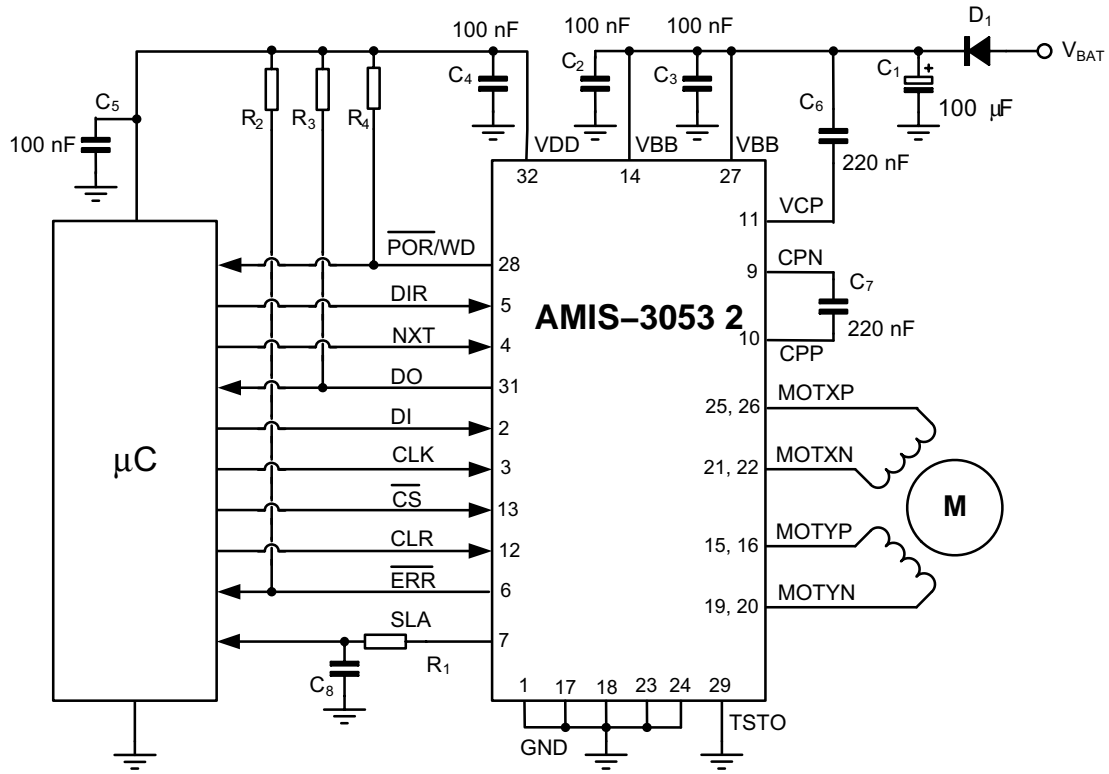 100 nF
100 nF
100 nF
D1
VBAT
C5
C4
C2
C3
C1
+
100 µF
100 nF
R2
R3
R4
C6
220 nF
VDD
VBB
VBB
32
14
27
11
VCP
POR/WD
28
9
CPN
C7
220 nF
DIR
5
AMIS–3053 2
NXT
4
10
CPP
DO
31
25, 26
MOTXP
DI
2
µC
CLK
3
21, 22
MOTXN
CS
13
M
CLR
12
15, 16
MOTYP
ERR
6
19, 20
MOTYN
SLA
7
R1
C8
1
17
18
23
24
29
GND
TSTO